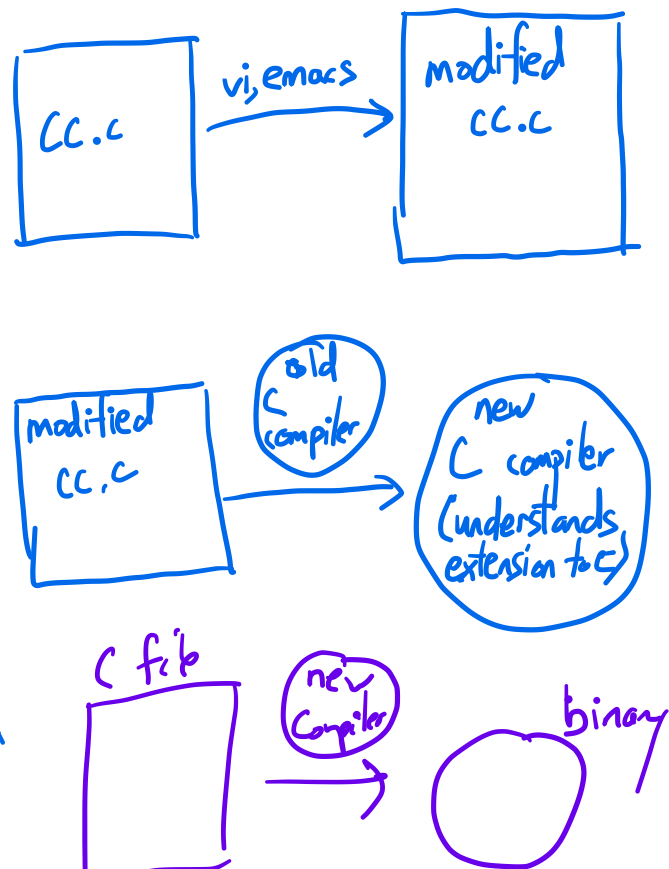 cc.c
vi, emacs
modified
cc.c
modified
cc.c
old
C
compiler
new
C compiler
(understands
extension to C)
C file
new
Compiler
binary